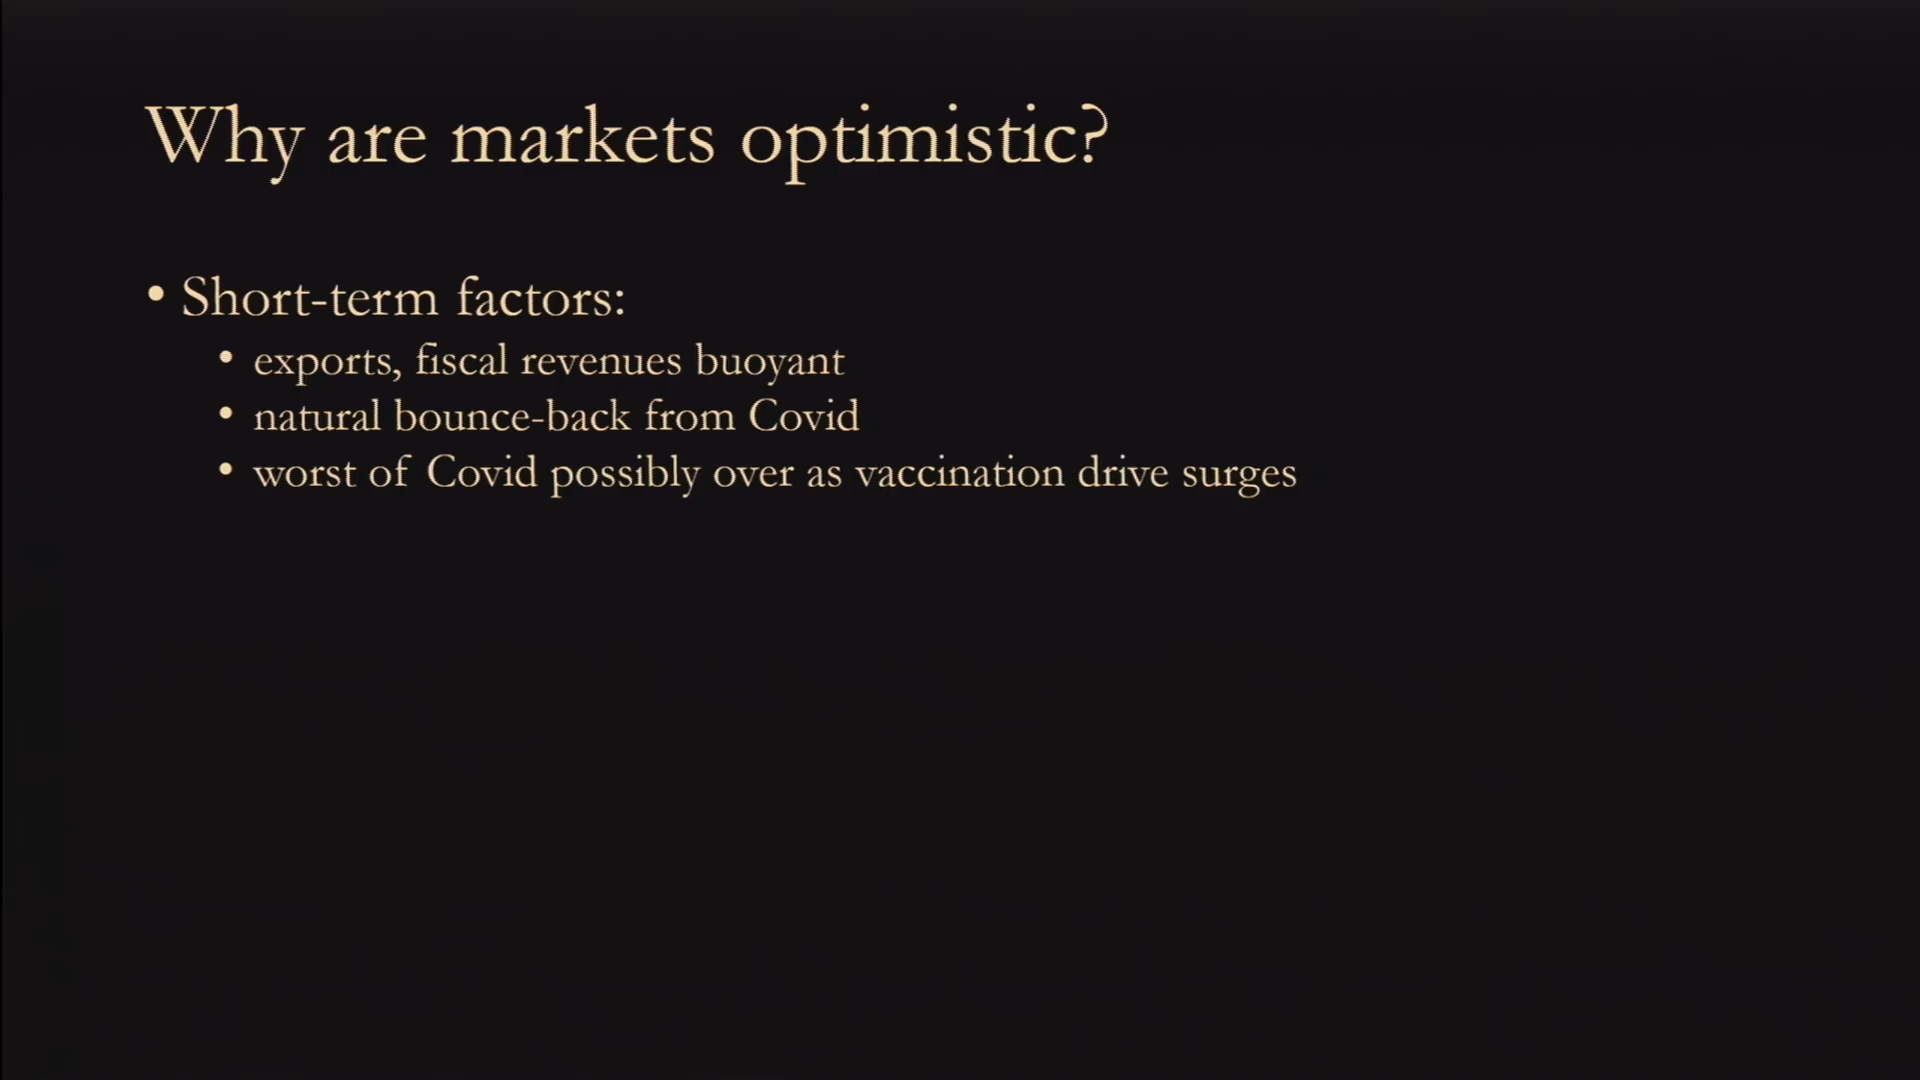 Why are markets optimistic?
• Short-term factors:
• exports, fiscal revenues buoyant
• natural bounce-back from Covid
• worst of Covid possibly over as vaccination drive surges